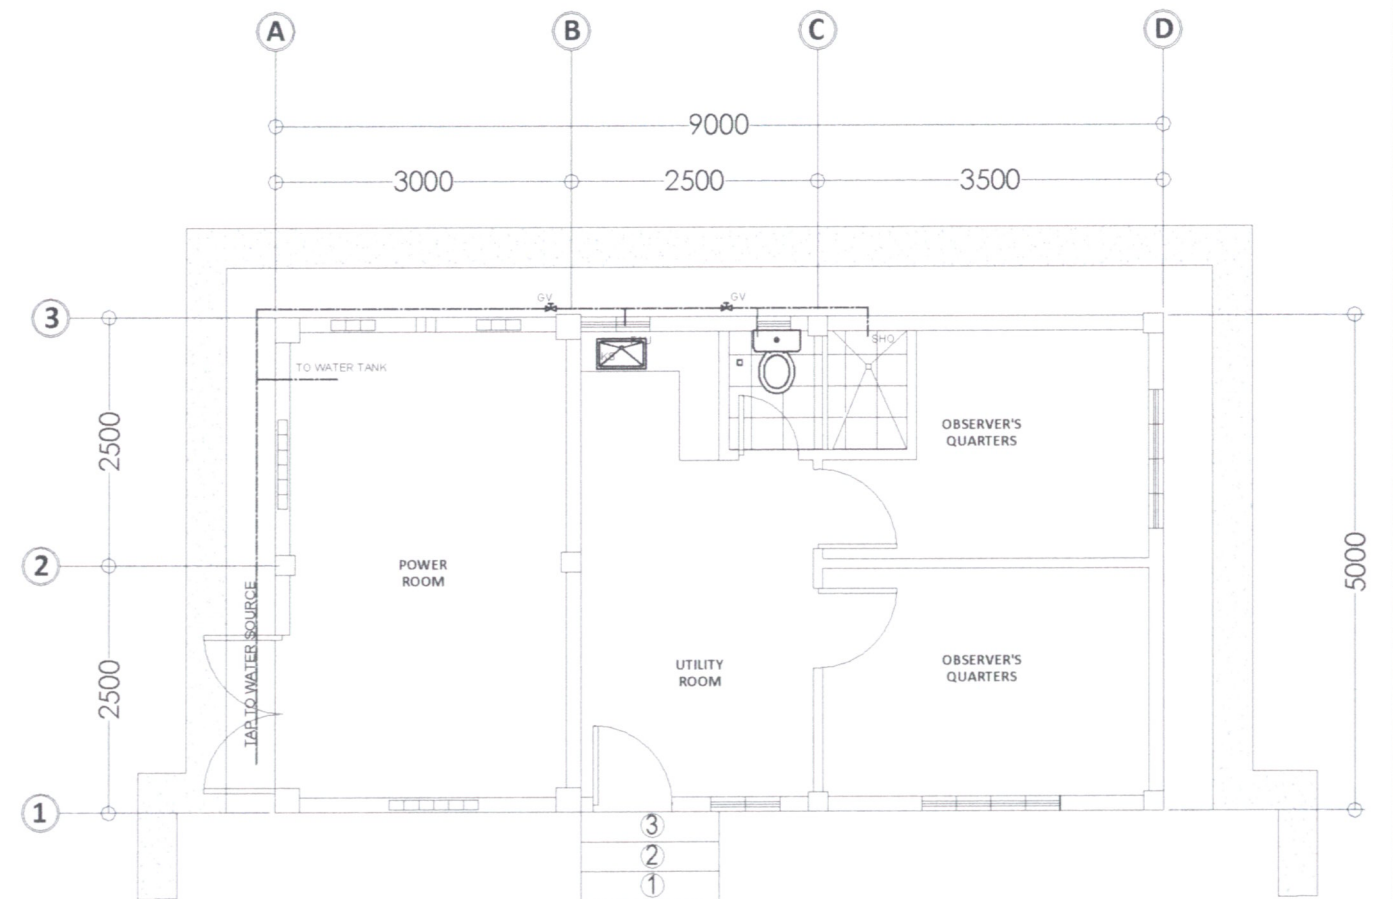 A
B
C
D
9000
3000
2500
3500
3
GV
GV
KS
SHO
TO WATER TANK
2500
OBSERVER'S
QUARTERS
2
POWER
ROOM
5000
TAP TO WATER SOURCE
2500
UTILITY
ROOM
OBSERVER'S
QUARTERS
1
3
2
1